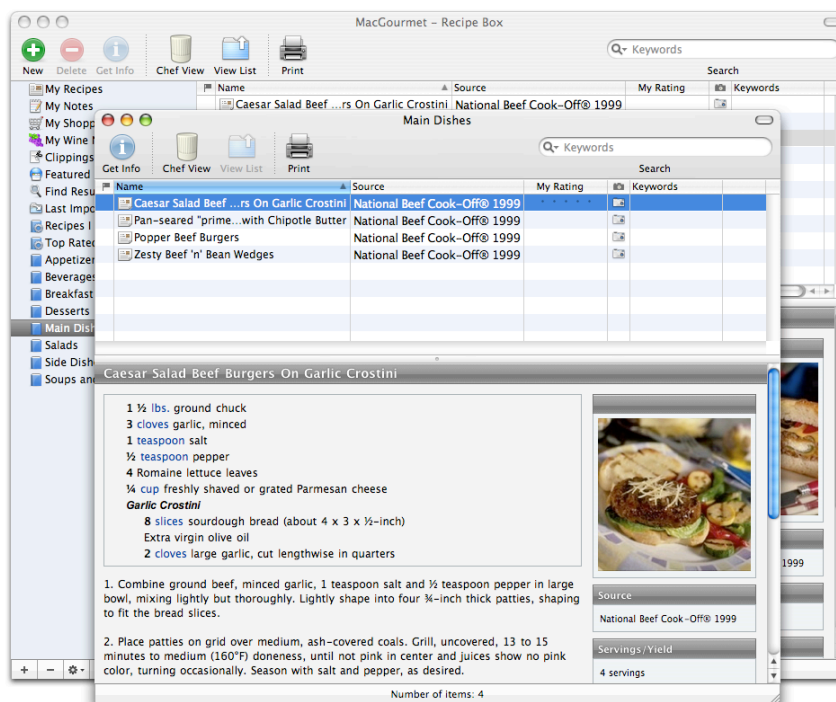 MacGourmet – Recipe Box
New Delete Get Info Chef View View List Print
Keywords
Search
Name Source My Rating Keywords
Caesar Salad Beef ...rs On Garlic Crostini National Beef Cook-Off® 1999
My Recipes
My Notes
My Shopp
My Wine
Clippings
Featured
Find Resu
Last Impo
Recipes I
Top Rated
Appetizer
Beverages
Breakfast
Desserts
Main Dish
Salads
Side Dish
Soups and
Main Dishes
Get Info Chef View View List Print
Keywords
Search
Name Source My Rating Keywords
Caesar Salad Beef ...rs On Garlic Crostini National Beef Cook-Off® 1999
Pan-seared "prime...with Chipotle Butter National Beef Cook-Off® 1999
Popper Beef Burgers National Beef Cook-Off® 1999
Zesty Beef 'n' Bean Wedges National Beef Cook-Off® 1999
Caesar Salad Beef Burgers On Garlic Crostini
1 ½ lbs. ground chuck
3 cloves garlic, minced
1 teaspoon salt
½ teaspoon pepper
4 Romaine lettuce leaves
¼ cup freshly shaved or grated Parmesan cheese
Garlic Crostini
8 slices sourdough bread (about 4 x 3 x ½-inch)
Extra virgin olive oil
2 cloves large garlic, cut lengthwise in quarters
1. Combine ground beef, minced garlic, 1 teaspoon salt and ½ teaspoon pepper in large
bowl, mixing lightly but thoroughly. Lightly shape into four ¾-inch thick patties, shaping
to fit the bread slices.
2. Place patties on grid over medium, ash-covered coals. Grill, uncovered, 13 to 15
minutes to medium (160°F) doneness, until not pink in center and juices show no pink
color, turning occasionally. Season with salt and pepper, as desired.
Source
National Beef Cook-Off® 1999
Servings/Yield
4 servings
1999
Number of items: 4